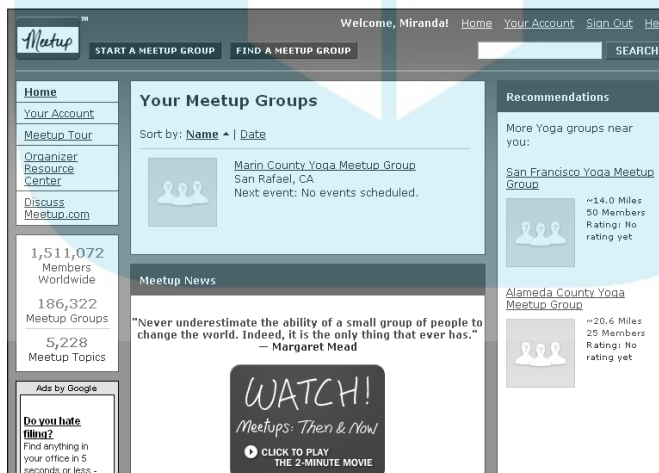 Meetup
TM
Welcome, Miranda! Home Your Account Sign Out He
START A MEETUP GROUP FIND A MEETUP GROUP
SEARCH
Home
Your Account
Meetup Tour
Organizer
Resource
Center
Discuss
Meetup.com
1,511,072
Members
Worldwide
186,322
Meetup Groups
5,228
Meetup Topics
Ads by Google
Do you hate
filing?
Find anything in
your office in 5
seconds or less -
Your Meetup Groups
Sort by: Name | Date
Marin County Yoga Meetup Group
San Rafael, CA
Next event: No events scheduled.
Meetup News
"Never underestimate the ability of a small group of people to
change the world. Indeed, it is the only thing that ever has."
— Margaret Mead
WATCH!
Meetups: Then & Now
CLICK TO PLAY
THE 2-MINUTE MOVIE
Recommendations
More Yoga groups near
you:
San Francisco Yoga Meetup
Group
~14.0 Miles
50 Members
Rating: No
rating yet
Alameda County Yoga
Meetup Group
~20.6 Miles
25 Members
Rating: No
rating yet